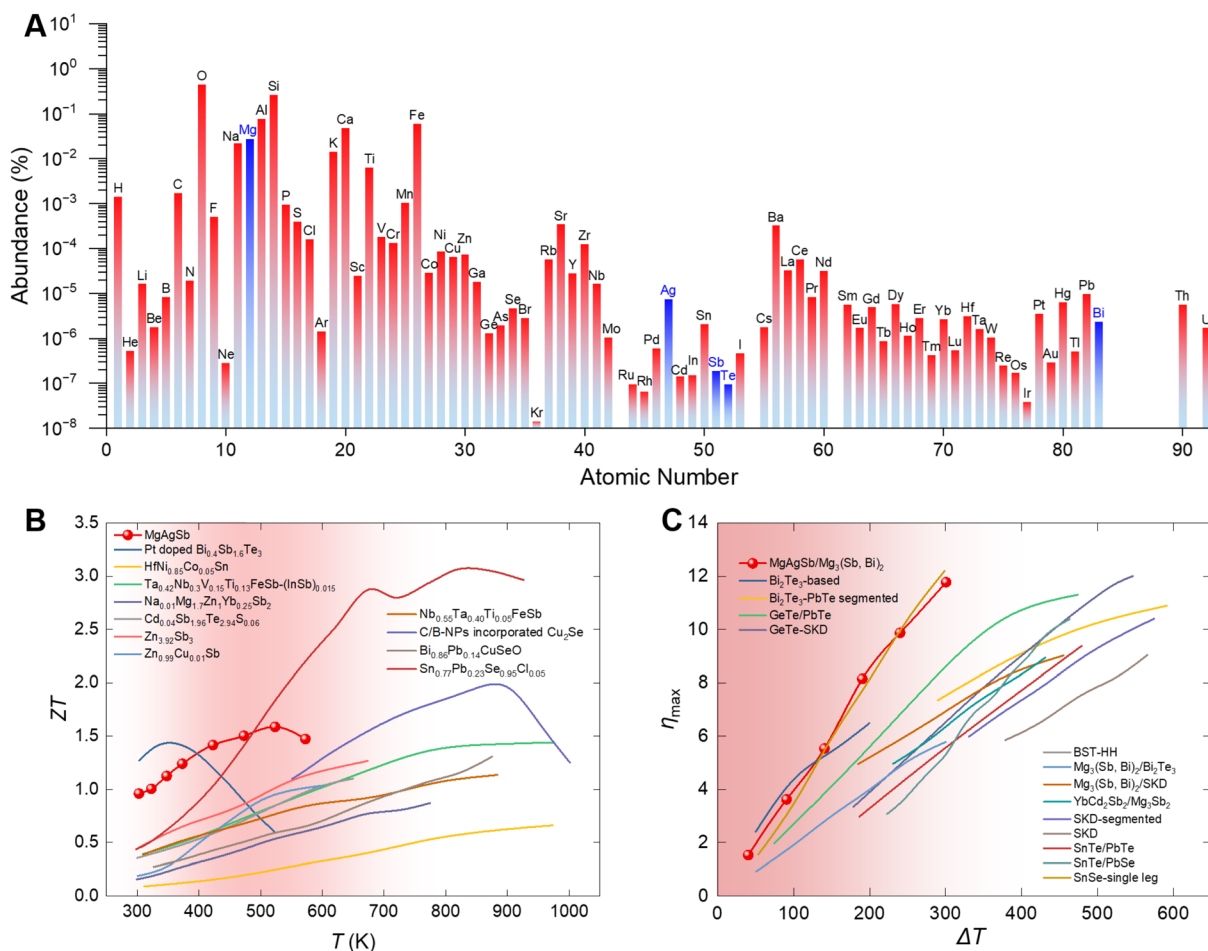 A
Abundance (%)
10¹
10⁰
10⁻¹
10⁻²
10⁻³
10⁻⁴
10⁻⁵
10⁻⁶
10⁻⁷
10⁻⁸
H He Li Be B C N O F Ne Na Mg Al Si P S Cl Ar K Ca Sc Ti V Cr Mn Fe Co Ni Cu Zn Ga Ge As Se Br Kr Rb Sr Y Zr Nb Mo Ru Rh Pd Ag Cd In Sn Sb Te I Cs Ba La Ce Pr Nd Sm Eu Gd Tb Dy Ho Er Tm Yb Lu Hf Ta W Re Os Ir Pt Au Hg Tl Pb Bi Th U
0 10 20 30 40 50 60 70 80 90
Atomic Number
B
ZT
3.5
3.0
2.5
2.0
1.5
1.0
0.5
0.0
MgAgSb
Pt doped Bi₀.₄Sb₁.₆Te₃
HfNi₀.₈₅Co₀.₀₅Sn
Ta₀.₄₂Nb₀.₃V₀.₁₅Ti₀.₁₃FeSb-(InSb)₀.₀₁₅
Na₀.₀₁Mg₁.₇Zn₁Yb₀.₂₅Sb₂
Cd₀.₀₄Sb₁.₉₆Te₂.₉₄S₀.₀₆
Zn₃.₉₂Sb₃
Zn₀.₉₉Cu₀.₀₁Sb
Nb₀.₅₅Ta₀.₄₀Ti₀.₀₅FeSb
C/B-NPs incorporated Cu₂Se
Bi₀.₈₆Pb₀.₁₄CuSeO
Sn₀.₇₇Pb₀.₂₃Se₀.₉₅Cl₀.₀₅
300 400 500 600 700 800 900 1000
T (K)
C
ηmax
14
12
10
8
6
4
2
0
MgAgSb/Mg₃(Sb, Bi)₂
Bi₂Te₃-based
Bi₂Te₃-PbTe segmented
GeTe/PbTe
GeTe-SKD
BST-HH
Mg₃(Sb, Bi)₂/Bi₂Te₃
Mg₃(Sb, Bi)₂/SKD
YbCd₂Sb₂/Mg₃Sb₂
SKD-segmented
SKD
SnTe/PbTe
SnTe/PbSe
SnSe-single leg
0 100 200 300 400 500 600
ΔT